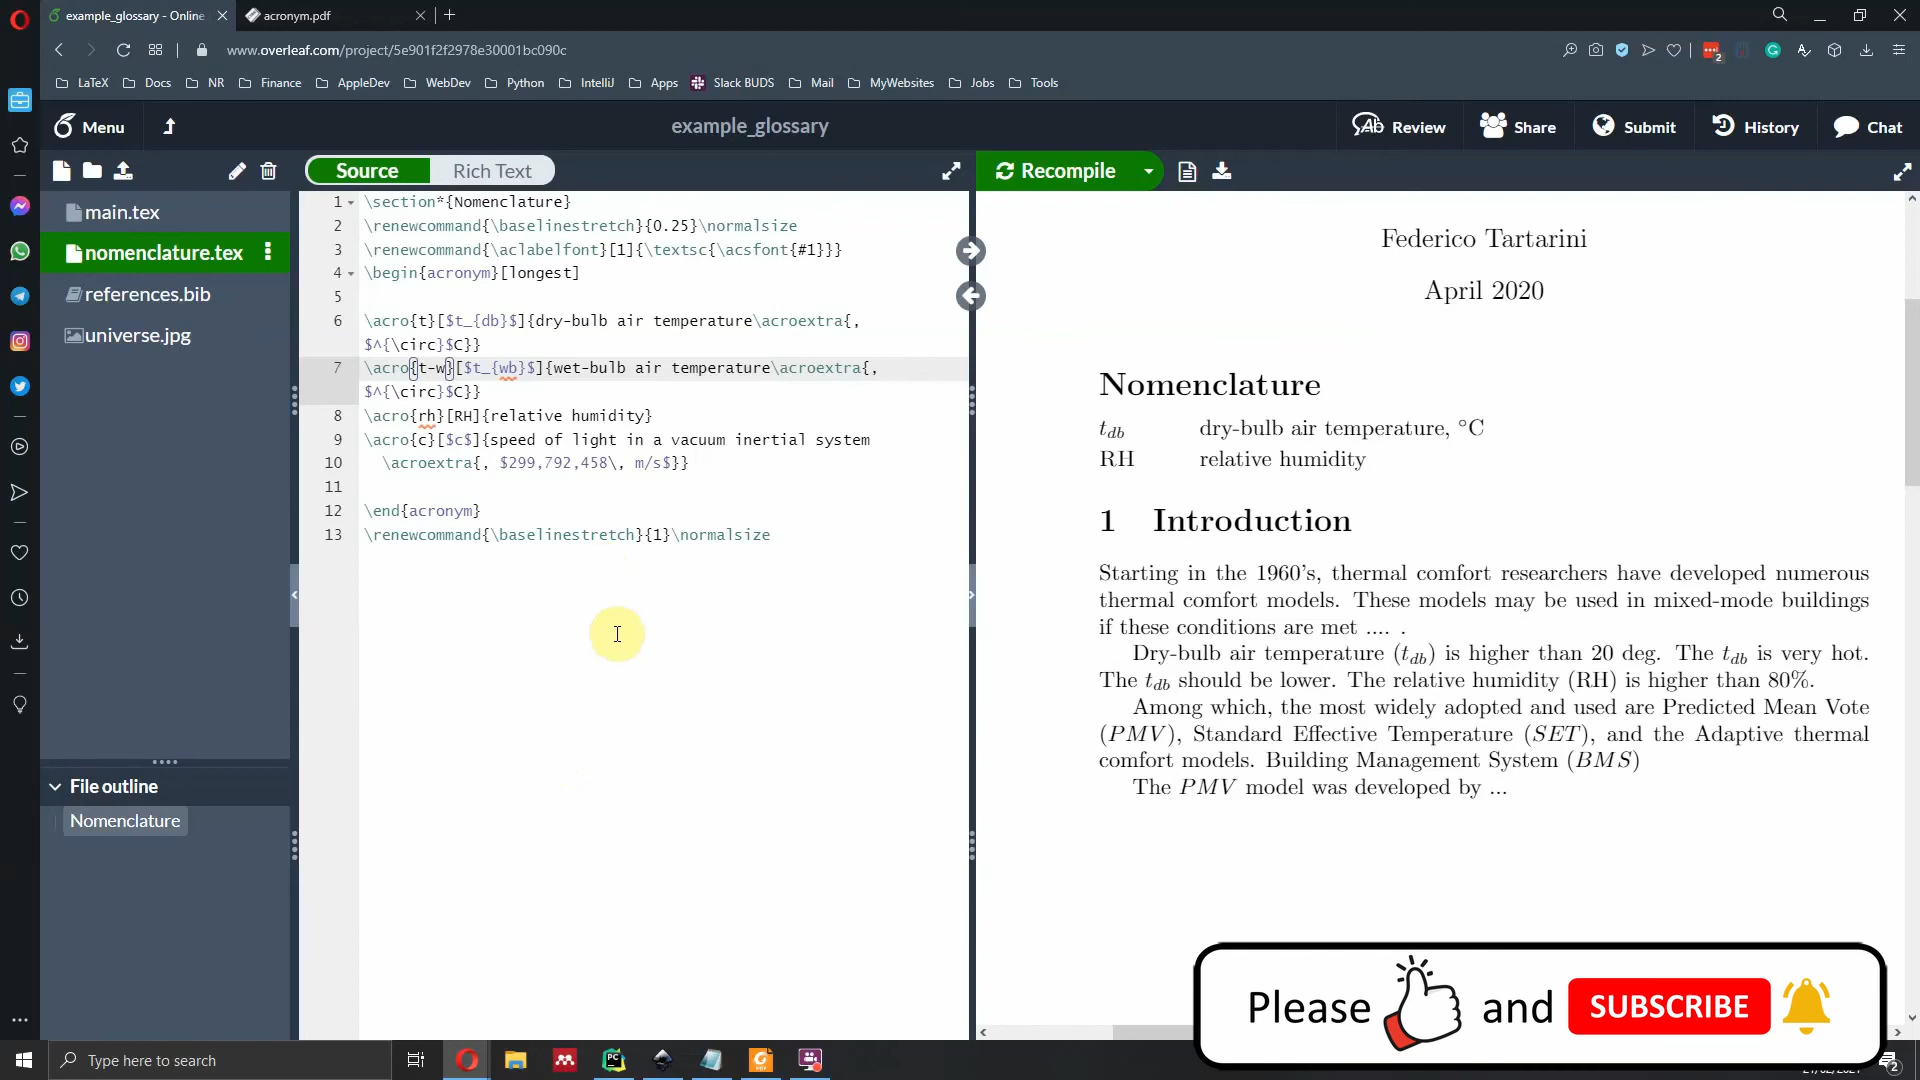 example_glossary - Online
acronym.pdf
www.overleaf.com/project/5e901f2f2978e30001bc090c
2
LaTeX
Docs
NR
Finance
AppleDev
WebDev
Python
IntelliJ
Apps
Slack BUDS
Mail
MyWebsites
Jobs
Tools
Menu
example_glossary
Review
Share
Submit
History
Chat
Source
Rich Text
Recompile
main.tex
nomenclature.tex
references.bib
universe.jpg
File outline
Nomenclature
1 \section*{Nomenclature}
2 \renewcommand{\baselinestretch}{0.25}\normalsize
3 \renewcommand{\aclabelfont}[1]{\textsc{\acsfont{#1}}}
4 \begin{acronym}[longest]
5
6 \acro{t}[$t_{db}$]{dry-bulb air temperature\acroextra{,
$^{\circ}$C}}
7 \acro{t-w}[$t_{wb}$]{wet-bulb air temperature\acroextra{,
$^{\circ}$C}}
8 \acro{rh}[RH]{relative humidity}
9 \acro{c}[$c$]{speed of light in a vacuum inertial system
10 \acroextra{, $299,792,458\, m/s$}}
11
12 \end{acronym}
13 \renewcommand{\baselinestretch}{1}\normalsize
Federico Tartarini
April 2020
Nomenclature
t_db dry-bulb air temperature, °C
RH relative humidity
1 Introduction
Starting in the 1960's, thermal comfort researchers have developed numerous
thermal comfort models. These models may be used in mixed-mode buildings
if these conditions are met .... .
Dry-bulb air temperature (t_db) is higher than 20 deg. The t_db is very hot.
The t_db should be lower. The relative humidity (RH) is higher than 80%.
Among which, the most widely adopted and used are Predicted Mean Vote
(PMV), Standard Effective Temperature (SET), and the Adaptive thermal
comfort models. Building Management System (BMS)
The PMV model was developed by ...
Please and SUBSCRIBE
Type here to search
2